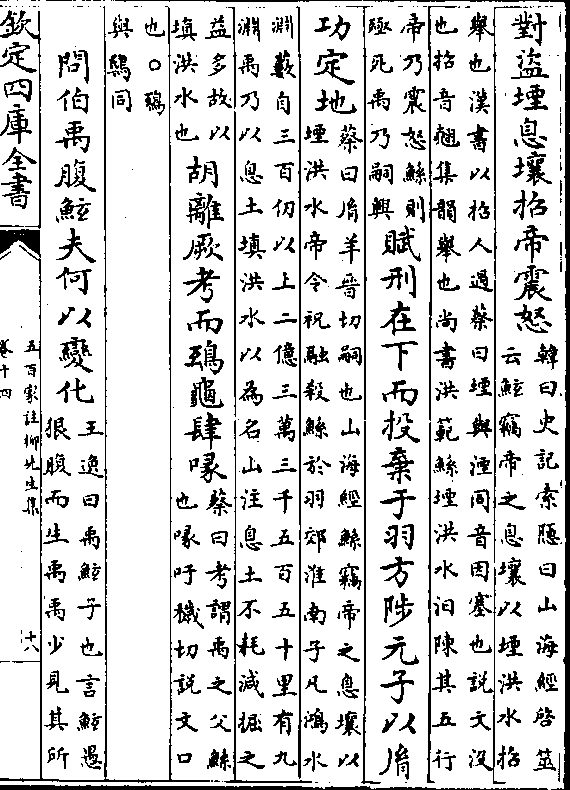 對盜堙息壤招帝震怒
韓曰史記索隱曰山海經啓筮
云鮌竊帝之息壤以堙洪水招
舉也漢書以招人過蔡曰堙與湮同音因塞也説文沒
也招音翹集韻舉也尚書洪範鯀堙洪水汨陳其五行
帝乃震怒鯀則
殛死禹乃嗣興
賦刑在下而投棄于羽方陟元子以胤
功定地
蔡曰胤羊晉切嗣也山海經鯀竊帝之息壤以
堙洪水帝令祝融殺鯀於羽郊淮南子凡鴻水
淵藪自三百仞以上二億三萬三千五百五十里有九
淵禹乃以息土填洪水以為名山注息土不耗減掘之
益多故以
填洪水也
胡離厥考而鴟龜肆喙
蔡曰考謂禹之父鯀
也喙吁穢切説文口
也○鵄
與鴟同
問伯禹腹鮌夫何以變化
王逸曰禹鮌子也言鮌愚
狠腹而生禹禹少見其所
欽定四庫全書
五百家註柳先生集
卷十四
十八